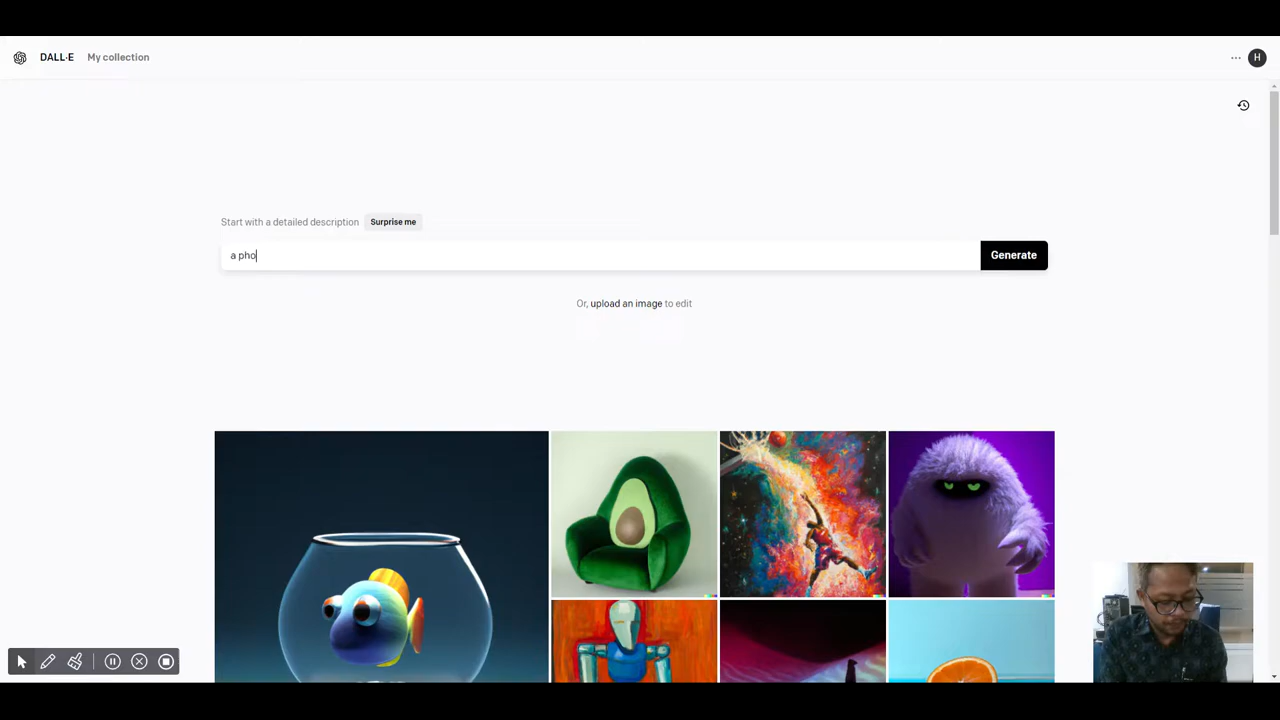 DALL·E My collection
H
Start with a detailed description Surprise me
a pho
Generate
Or, upload an image to edit